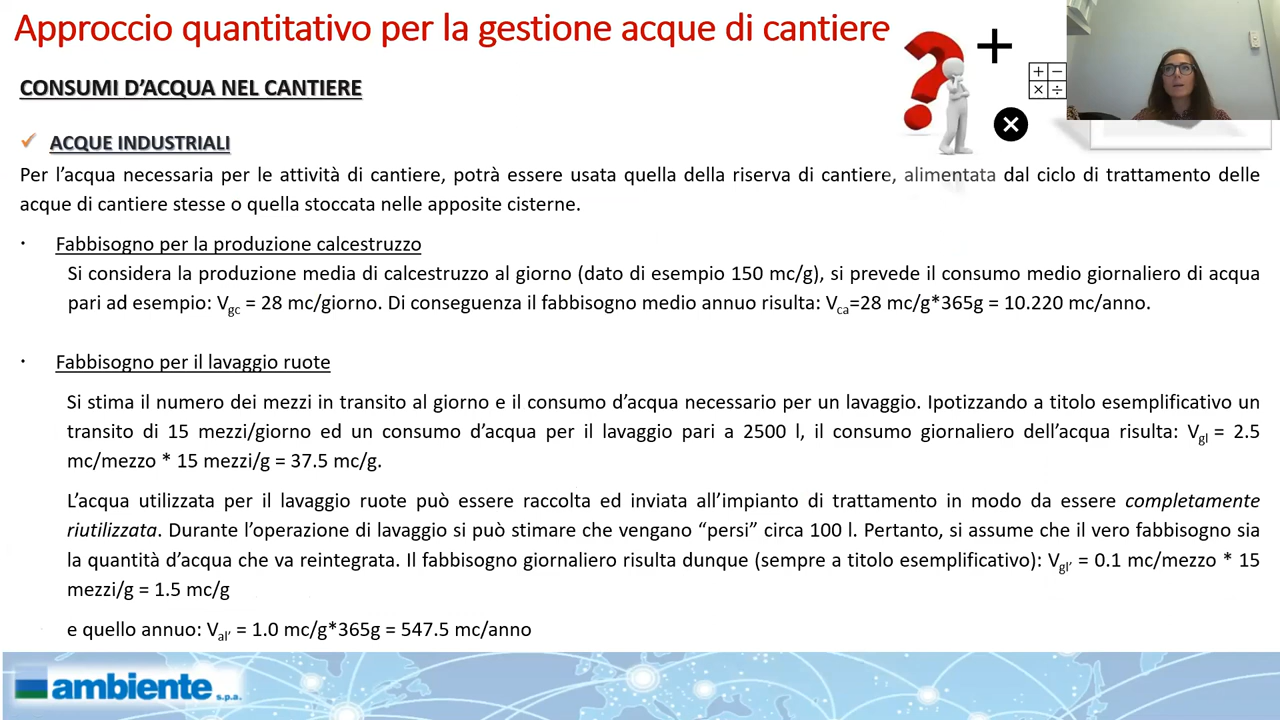 Approccio quantitativo per la gestione acque di cantiere
CONSUMI D'ACQUA NEL CANTIERE
✓ ACQUE INDUSTRIALI
Per l'acqua necessaria per le attività di cantiere, potrà essere usata quella della riserva di cantiere, alimentata dal ciclo di trattamento delle
acque di cantiere stesse o quella stoccata nelle apposite cisterne.
· Fabbisogno per la produzione calcestruzzo
Si considera la produzione media di calcestruzzo al giorno (dato di esempio 150 mc/g), si prevede il consumo medio giornaliero di acqua
pari ad esempio: Vgc = 28 mc/giorno. Di conseguenza il fabbisogno medio annuo risulta: Vca=28 mc/g*365g = 10.220 mc/anno.
· Fabbisogno per il lavaggio ruote
Si stima il numero dei mezzi in transito al giorno e il consumo d'acqua necessario per un lavaggio. Ipotizzando a titolo esemplificativo un
transito di 15 mezzi/giorno ed un consumo d'acqua per il lavaggio pari a 2500 l, il consumo giornaliero dell'acqua risulta: Vgl = 2.5
mc/mezzo * 15 mezzi/g = 37.5 mc/g.
L'acqua utilizzata per il lavaggio ruote può essere raccolta ed inviata all'impianto di trattamento in modo da essere completamente
riutilizzata. Durante l'operazione di lavaggio si può stimare che vengano “persi” circa 100 l. Pertanto, si assume che il vero fabbisogno sia
la quantità d'acqua che va reintegrata. Il fabbisogno giornaliero risulta dunque (sempre a titolo esemplificativo): Vgl' = 0.1 mc/mezzo * 15
mezzi/g = 1.5 mc/g
e quello annuo: Val' = 1.0 mc/g*365g = 547.5 mc/anno
ambiente s.p.a.